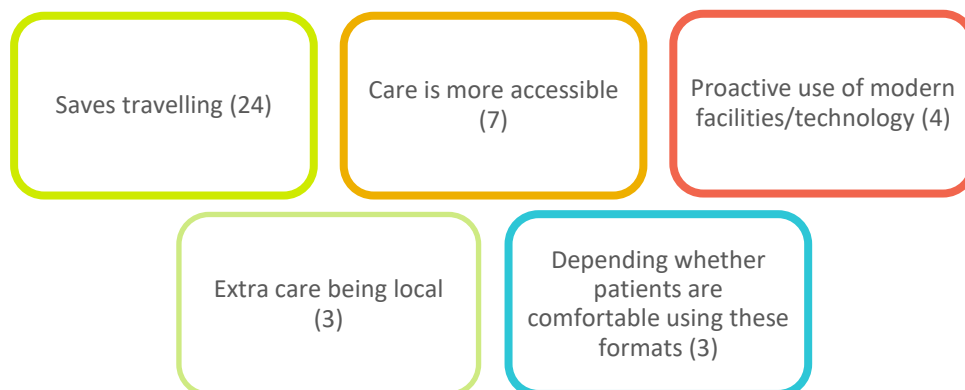 Saves travelling (24)
Care is more accessible
(7)
Proactive use of modern
facilities/technology (4)
Extra care being local
(3)
Depending whether
patients are
comfortable using these
formats (3)